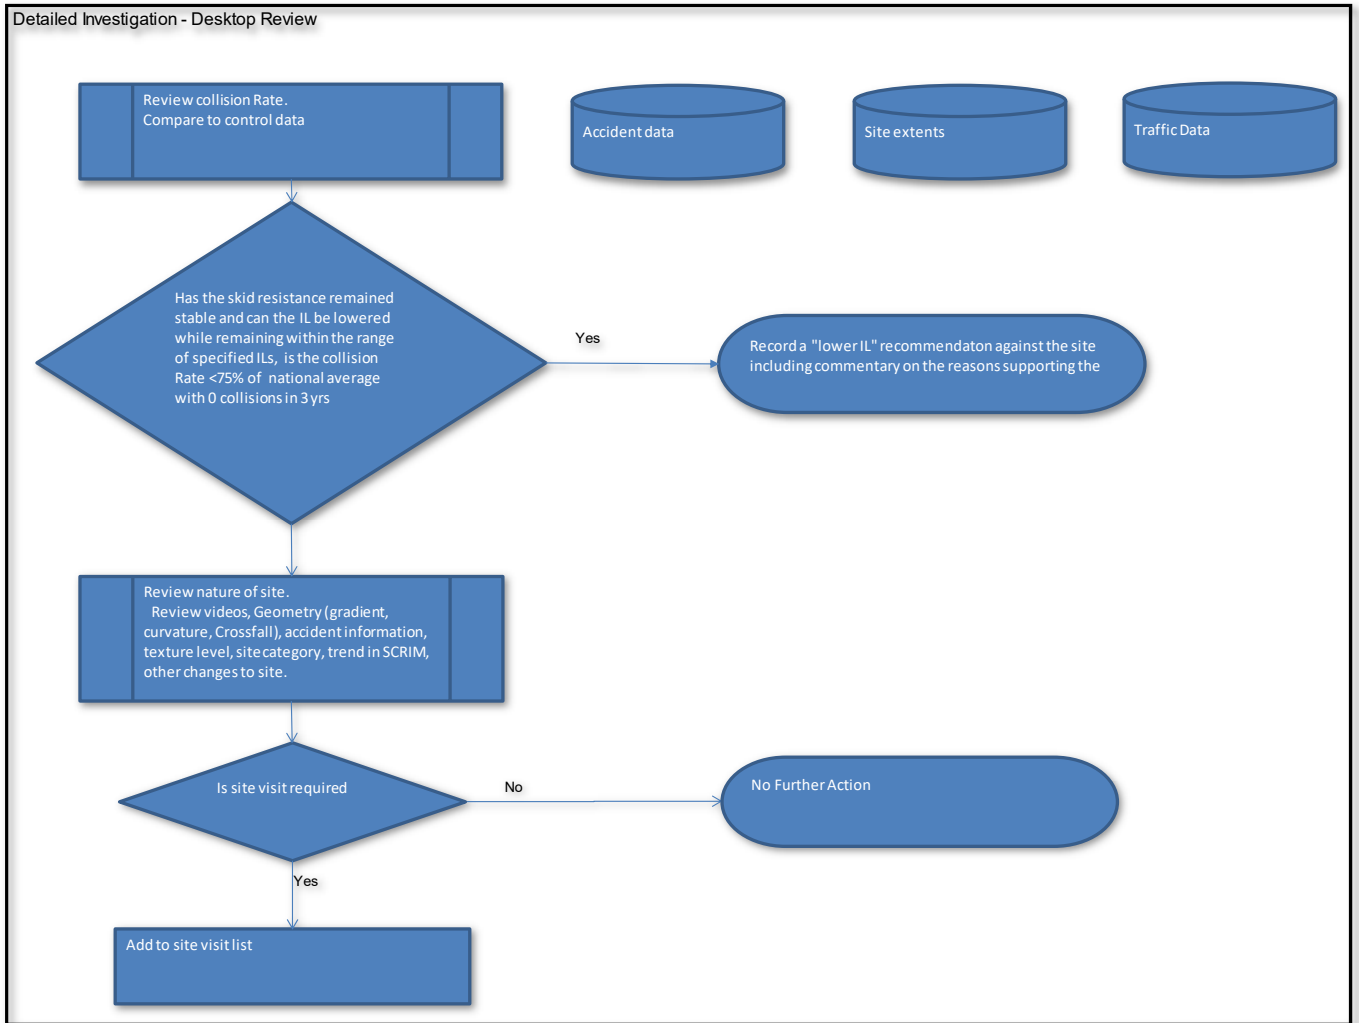 Detailed Investigation - Desktop Review
Review collision Rate.
Compare to control data
Accident data
Site extents
Traffic Data
Has the skid resistance remained
stable and can the IL be lowered
while remaining within the range
of specified ILs, is the collision
Rate <75% of national average
with 0 collisions in 3 yrs
Yes
Record a "lower IL" recommendaton against the site
including commentary on the reasons supporting the
Review nature of site.
Review videos, Geometry (gradient,
curvature, Crossfall), accident information,
texture level, site category, trend in SCRIM,
other changes to site.
Is site visit required
No
No Further Action
Yes
Add to site visit list